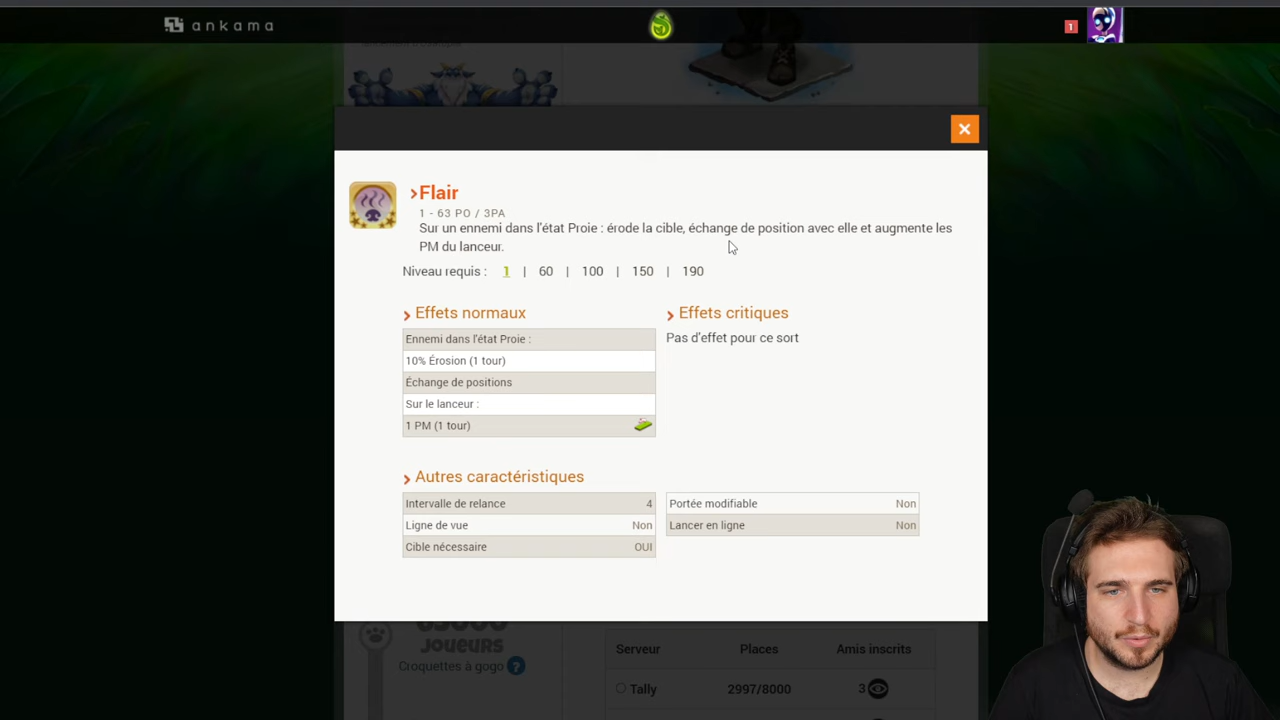 ankama
1
Flair
1 - 63 PO / 3PA
Sur un ennemi dans l'état Proie : érode la cible, échange de position avec elle et augmente les
PM du lanceur.
Niveau requis : 1 | 60 | 100 | 150 | 190
Effets normaux
Ennemi dans l'état Proie :
10% Érosion (1 tour)
Échange de positions
Sur le lanceur :
1 PM (1 tour)
Effets critiques
Pas d'effet pour ce sort
Autres caractéristiques
Intervalle de relance 4
Ligne de vue Non
Cible nécessaire OUI
Portée modifiable Non
Lancer en ligne Non
JOUEURS
Croquettes à gogo ?
Serveur Places Amis inscrits
Tally 2997/8000 3